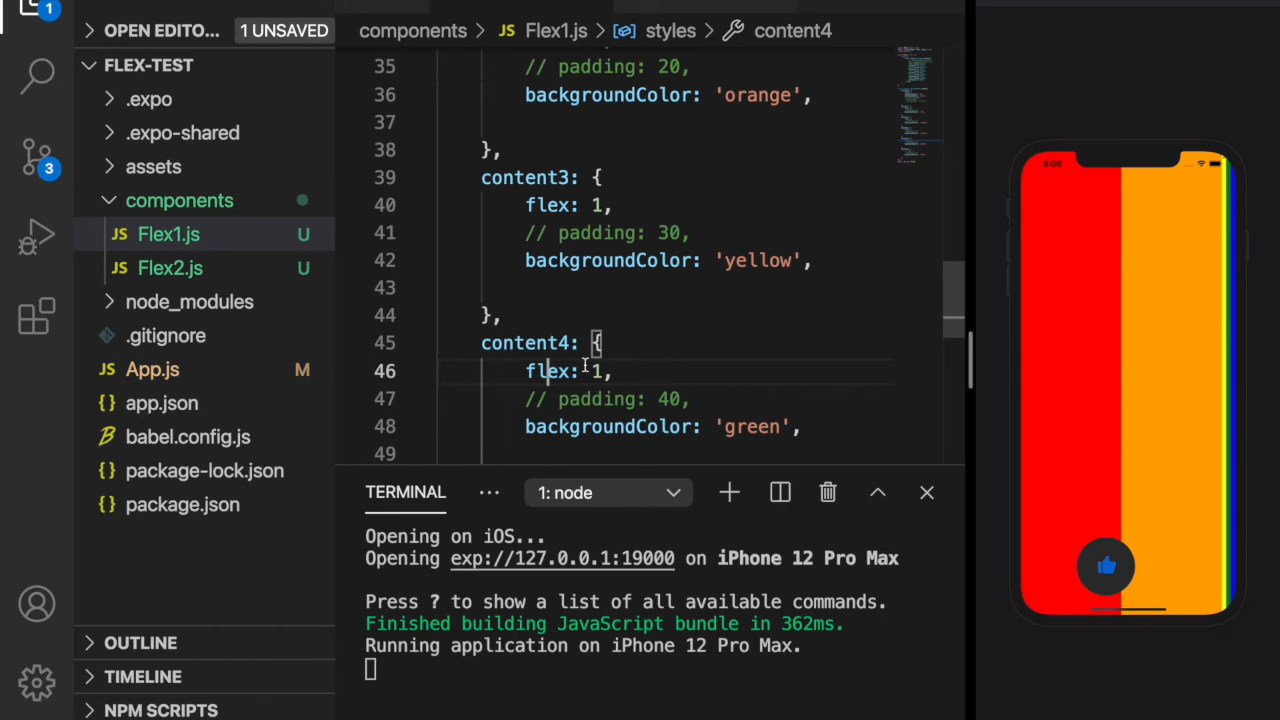 1
OPEN EDITO... 1 UNSAVED
FLEX-TEST
.expo
.expo-shared
assets
components
JS Flex1.js U
JS Flex2.js U
node_modules
.gitignore
JS App.js M
{} app.json
babel.config.js
{} package-lock.json
{} package.json
OUTLINE
TIMELINE
NPM SCRIPTS
3
components > JS Flex1.js > styles > content4
35 // padding: 20,
36 backgroundColor: 'orange',
37
38 },
39 content3: {
40 flex: 1,
41 // padding: 30,
42 backgroundColor: 'yellow',
43
44 },
45 content4: {
46 flex: 1,
47 // padding: 40,
48 backgroundColor: 'green',
49
TERMINAL ... 1: node
Opening on iOS...
Opening exp://127.0.0.1:19000 on iPhone 12 Pro Max
Press ? to show a list of all available commands.
Finished building JavaScript bundle in 362ms.
Running application on iPhone 12 Pro Max.